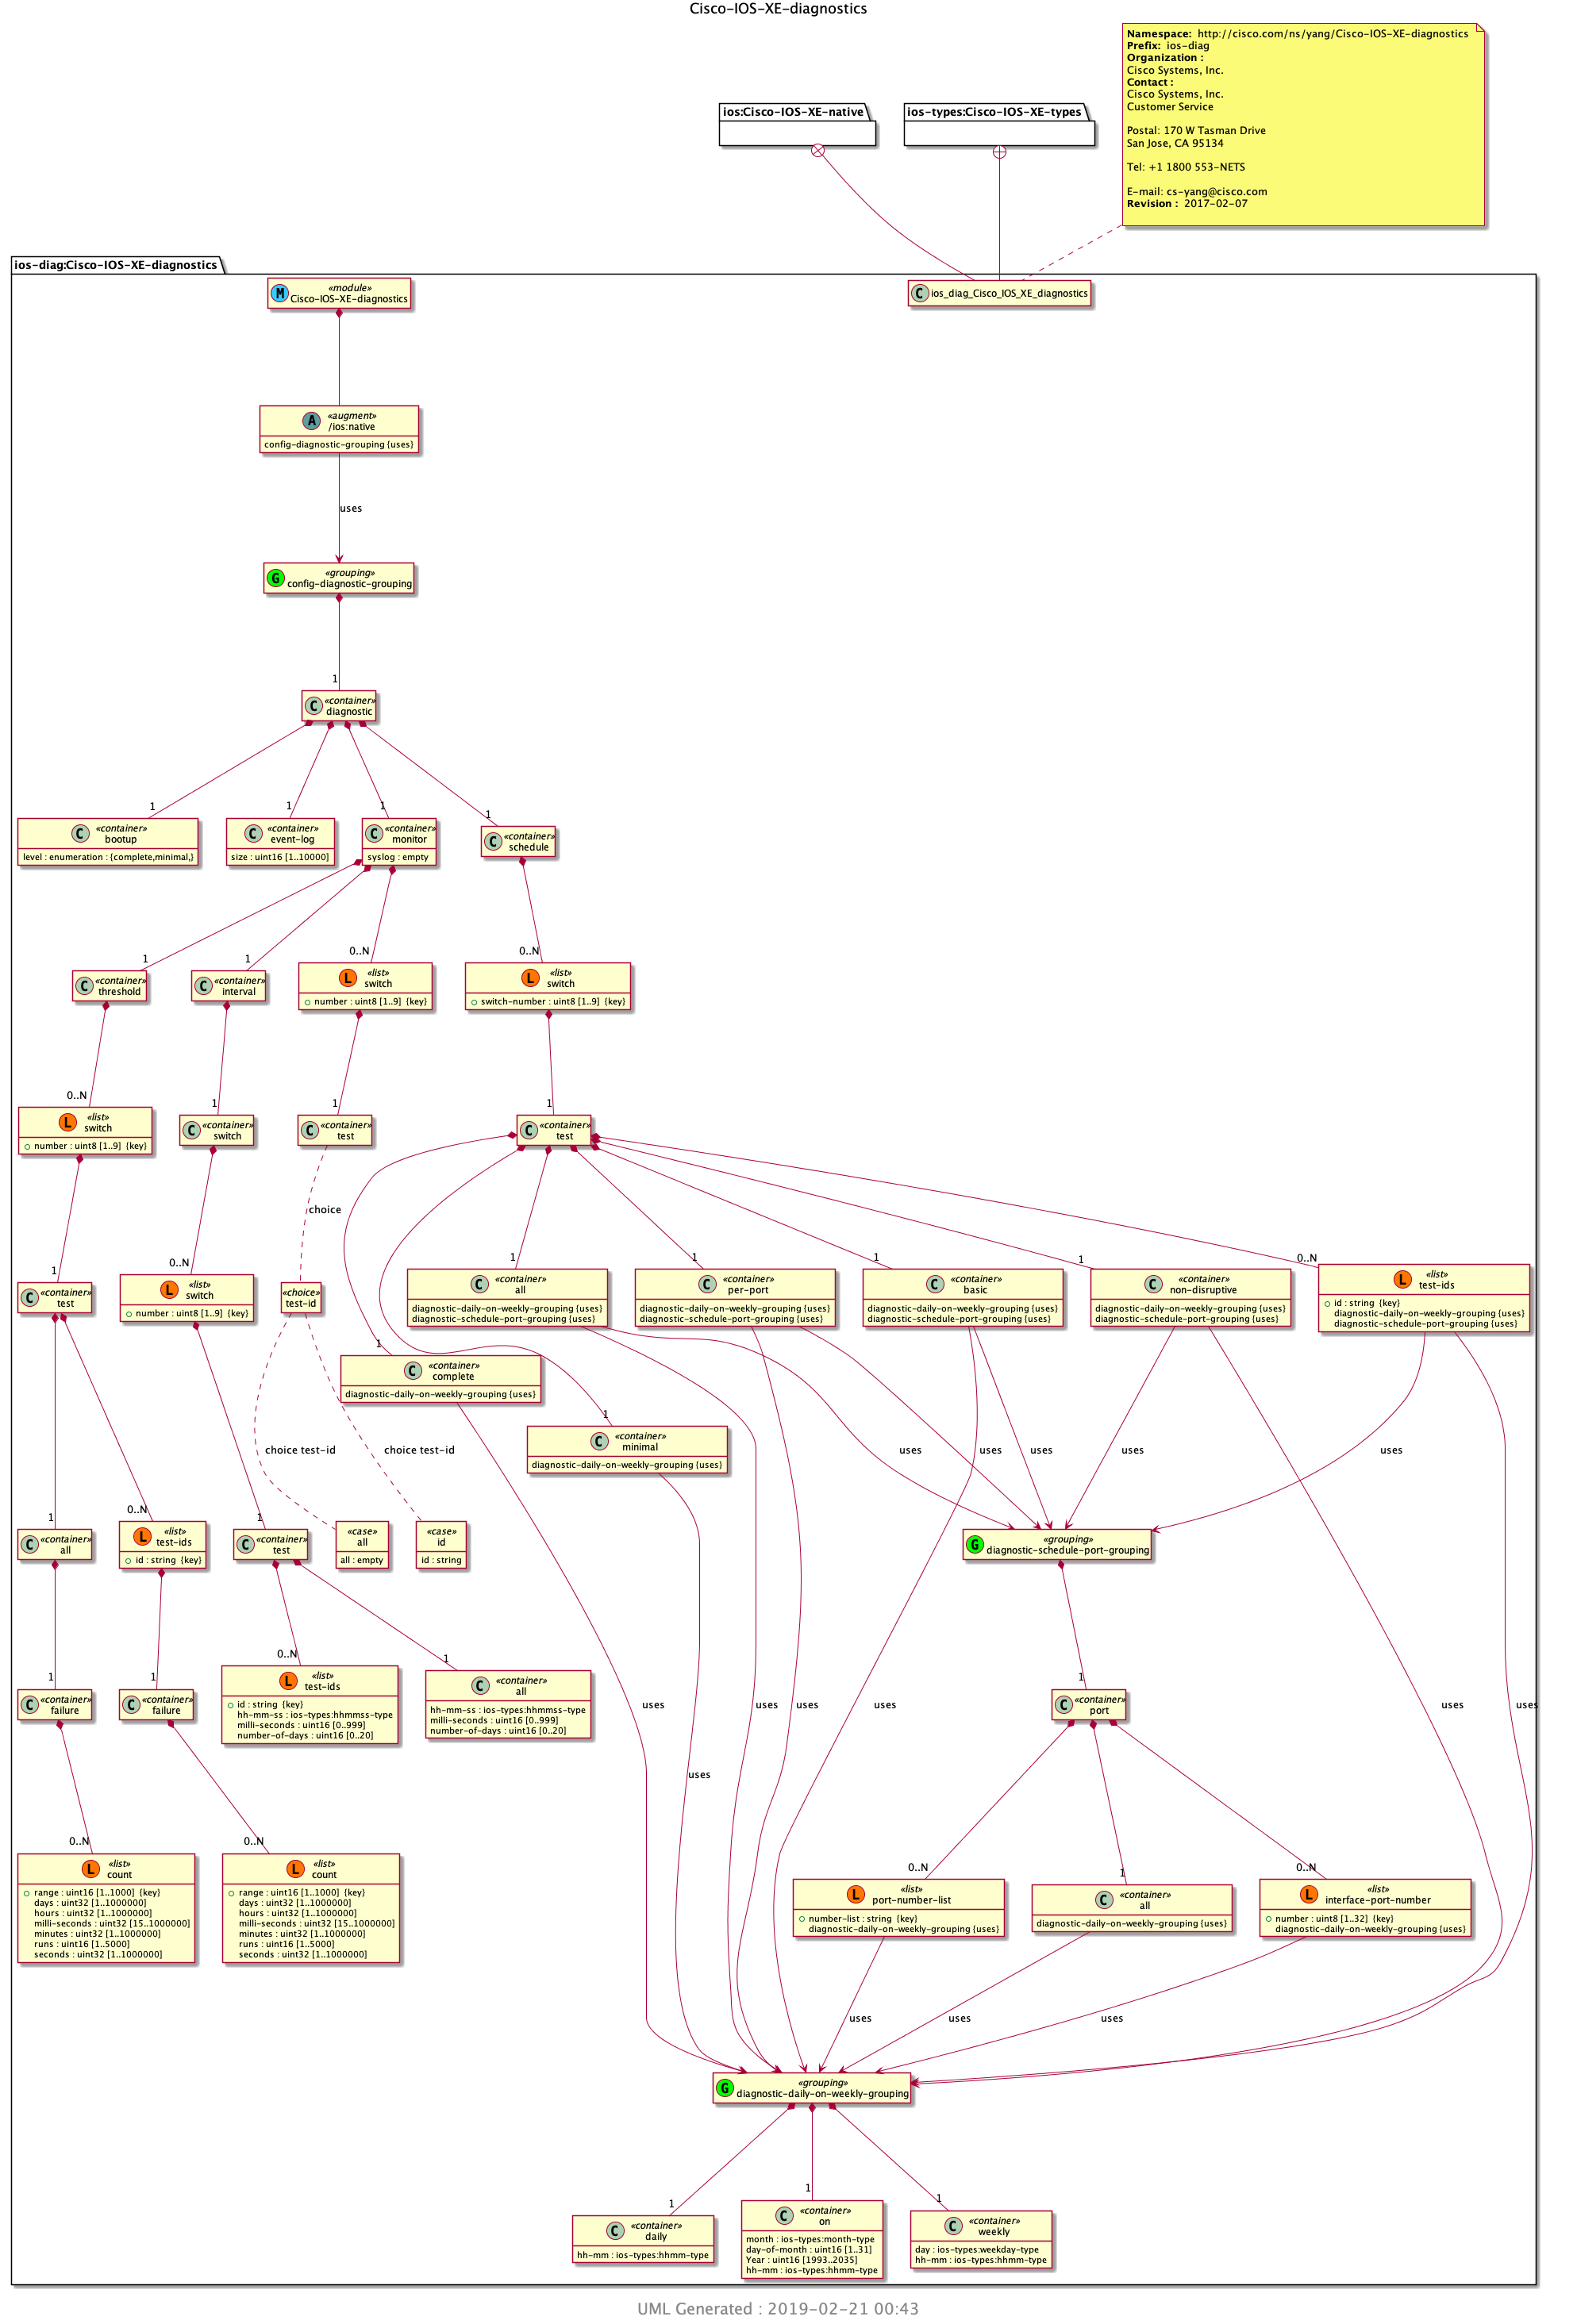 Cisco-IOS-XE-diagnostics
Namespace: http://cisco.com/ns/yang/Cisco-IOS-XE-diagnostics
Prefix: ios-diag
Organization :
Cisco Systems, Inc.
Contact :
Cisco Systems, Inc.
Customer Service
Postal: 170 W Tasman Drive
San Jose, CA 95134
Tel: +1 1800 553-NETS
E-mail: cs-yang@cisco.com
Revision : 2017-02-07
ios:Cisco-IOS-XE-native
ios-types:Cisco-IOS-XE-types
ios-diag:Cisco-IOS-XE-diagnostics
M «module»
Cisco-IOS-XE-diagnostics
C ios_diag_Cisco_IOS_XE_diagnostics
A «augment»
/ios:native
config-diagnostic-grouping {uses}
uses
G «grouping»
config-diagnostic-grouping
1
C «container»
diagnostic
1
1
1
1
C «container»
bootup
level : enumeration : {complete,minimal,}
C «container»
event-log
size : uint16 [1..10000]
C «container»
monitor
syslog : empty
C «container»
schedule
1
1
0..N
0..N
C «container»
threshold
C «container»
interval
L «list»
switch
number : uint8 [1..9] {key}
L «list»
switch
switch-number : uint8 [1..9] {key}
0..N
1
1
1
L «list»
switch
number : uint8 [1..9] {key}
C «container»
switch
C «container»
test
C «container»
test
choice
1
0..N
1
1
1
1
0..N
C «container»
test
L «list»
switch
number : uint8 [1..9] {key}
«choice»
test-id
C «container»
all
diagnostic-daily-on-weekly-grouping {uses}
diagnostic-schedule-port-grouping {uses}
C «container»
per-port
diagnostic-daily-on-weekly-grouping {uses}
diagnostic-schedule-port-grouping {uses}
C «container»
basic
diagnostic-daily-on-weekly-grouping {uses}
diagnostic-schedule-port-grouping {uses}
C «container»
non-disruptive
diagnostic-daily-on-weekly-grouping {uses}
diagnostic-schedule-port-grouping {uses}
L «list»
test-ids
id : string {key}
diagnostic-daily-on-weekly-grouping {uses}
diagnostic-schedule-port-grouping {uses}
1
C «container»
complete
diagnostic-daily-on-weekly-grouping {uses}
1
C «container»
minimal
diagnostic-daily-on-weekly-grouping {uses}
choice test-id
choice test-id
uses
uses
uses
uses
uses
1
0..N
1
C «container»
all
L «list»
test-ids
id : string {key}
C «container»
test
«case»
all
all : empty
«case»
id
id : string
G «grouping»
diagnostic-schedule-port-grouping
1
1
0..N
1
1
C «container»
failure
C «container»
failure
L «list»
test-ids
id : string {key}
hh-mm-ss : ios-types:hhmmss-type
milli-seconds : uint16 [0..999]
number-of-days : uint16 [0..20]
C «container»
all
hh-mm-ss : ios-types:hhmmss-type
milli-seconds : uint16 [0..999]
number-of-days : uint16 [0..20]
C «container»
port
uses
uses
uses
uses
uses
uses
uses
0..N
0..N
0..N
1
0..N
L «list»
count
range : uint16 [1..1000] {key}
days : uint32 [1..1000000]
hours : uint32 [1..1000000]
milli-seconds : uint32 [15..1000000]
minutes : uint32 [1..1000000]
runs : uint16 [1..5000]
seconds : uint32 [1..1000000]
L «list»
count
range : uint16 [1..1000] {key}
days : uint32 [1..1000000]
hours : uint32 [1..1000000]
milli-seconds : uint32 [15..1000000]
minutes : uint32 [1..1000000]
runs : uint16 [1..5000]
seconds : uint32 [1..1000000]
L «list»
port-number-list
number-list : string {key}
diagnostic-daily-on-weekly-grouping {uses}
C «container»
all
diagnostic-daily-on-weekly-grouping {uses}
L «list»
interface-port-number
number : uint8 [1..32] {key}
diagnostic-daily-on-weekly-grouping {uses}
uses
uses
uses
G «grouping»
diagnostic-daily-on-weekly-grouping
1
1
1
C «container»
daily
hh-mm : ios-types:hhmm-type
C «container»
on
month : ios-types:month-type
day-of-month : uint16 [1..31]
Year : uint16 [1993..2035]
hh-mm : ios-types:hhmm-type
C «container»
weekly
day : ios-types:weekday-type
hh-mm : ios-types:hhmm-type
UML Generated : 2019-02-21 00:43